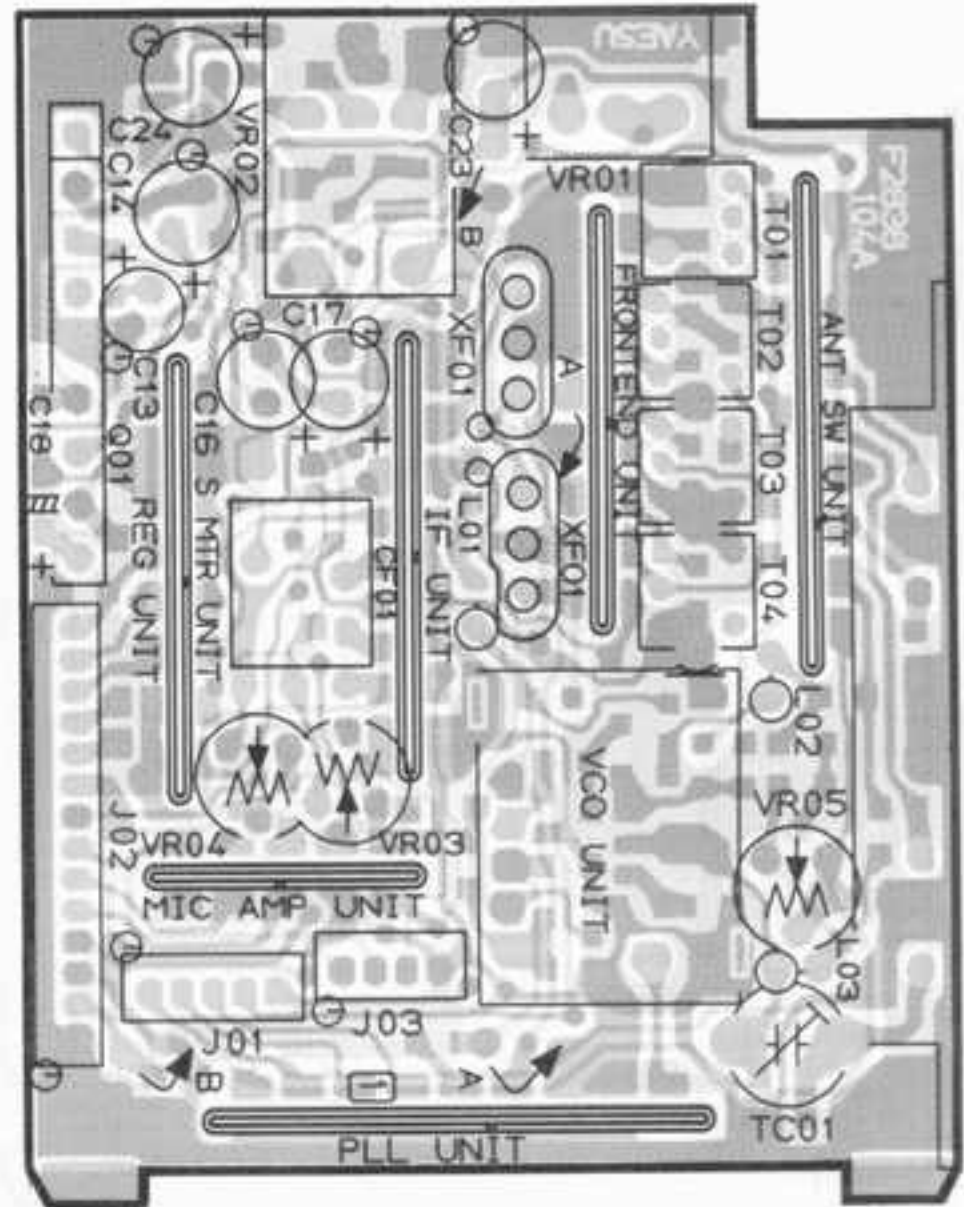 YAESU
C24
VR02
C23
C14
VR01
F2898
107A
B
T01
XF01
C17
FRONTEND UNIT
T02
ANT SW UNIT
A
C13
C16
C18
Q01
S MTR UNIT
T03
L01
REG UNIT
IF UNIT
CF01
XF01
T04
L02
VCO UNIT
VR05
J02
VR04
VR03
MIC AMP UNIT
L03
J01
J03
B
A
TC01
PLL UNIT